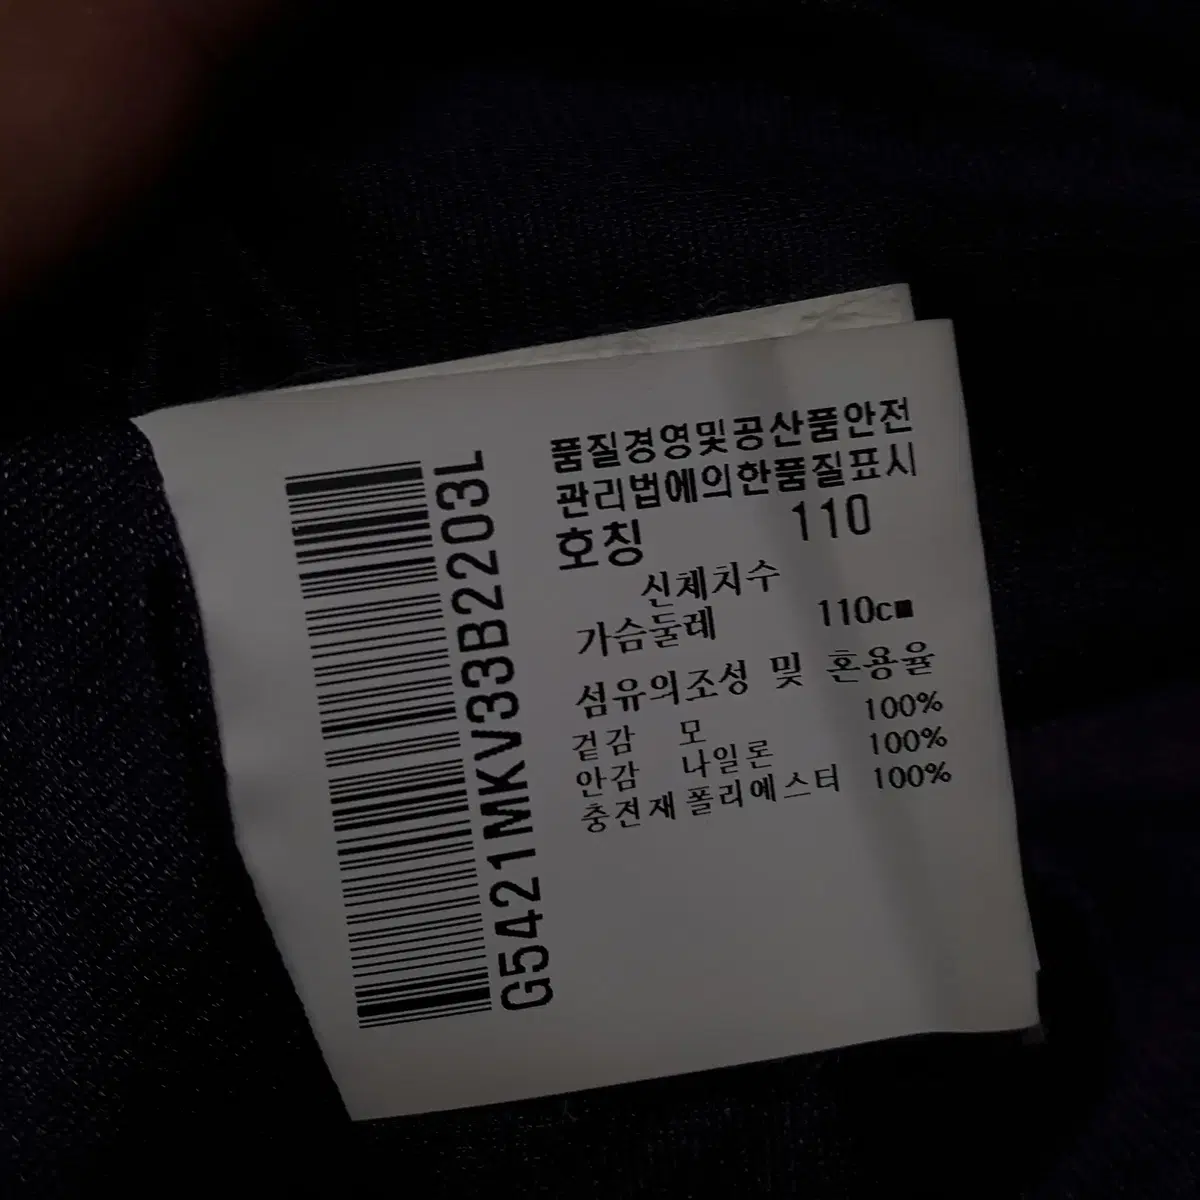 품질경영및공산품안전
관리법에의한품질표시
호칭 110
신체치수
가슴둘레 110c■
섬유의조성 및 혼용율
겉감 모 100%
안감 나일론 100%
충전재 폴리에스터 100%
G5421MKV33B2203L